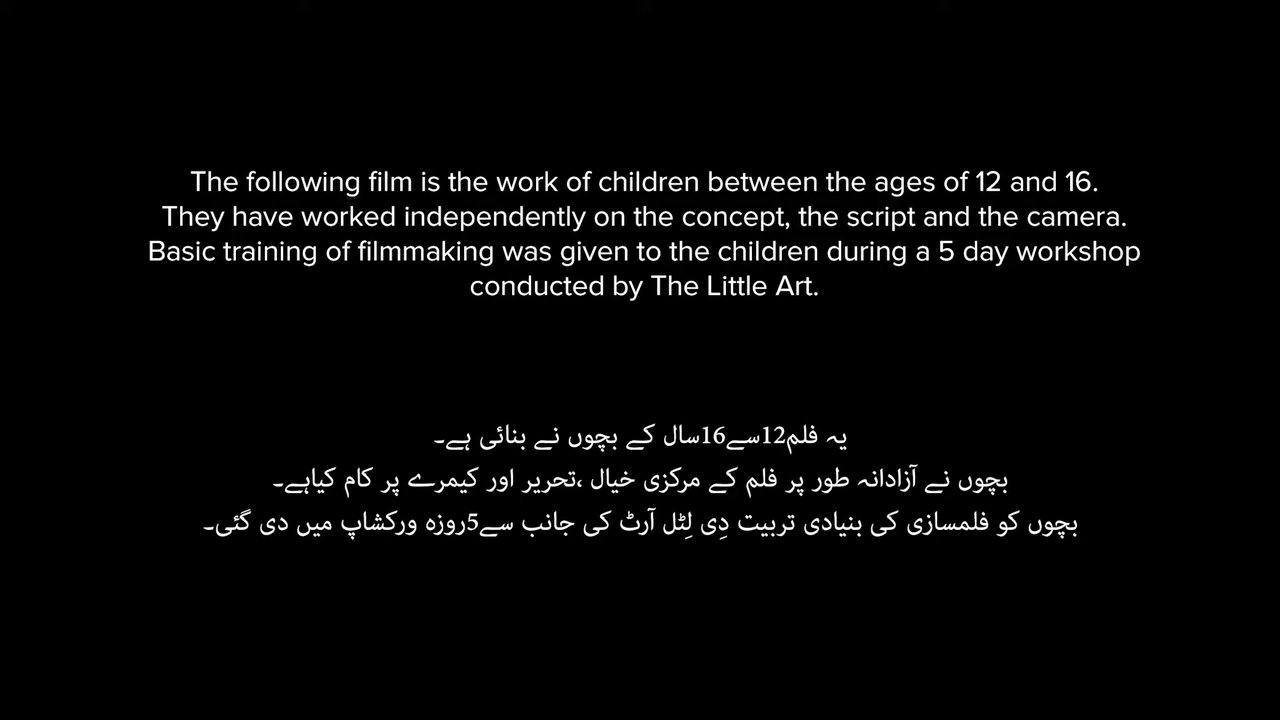 The following film is the work of children between the ages of 12 and 16.
They have worked independently on the concept, the script and the camera.
Basic training of filmmaking was given to the children during a 5 day workshop
conducted by The Little Art.
یہ فلم12سے16سال کے بچوں نے بنائی ہے۔
بچوں نے آزادانہ طور پر فلم کے مرکزی خیال ،تحریر اور کیمرے پر کام کیاہے۔
بچوں کو فلمسازی کی بنیادی تربیت دِی لِٹل آرٹ کی جانب سے5روزہ ورکشاپ میں دی گئی۔